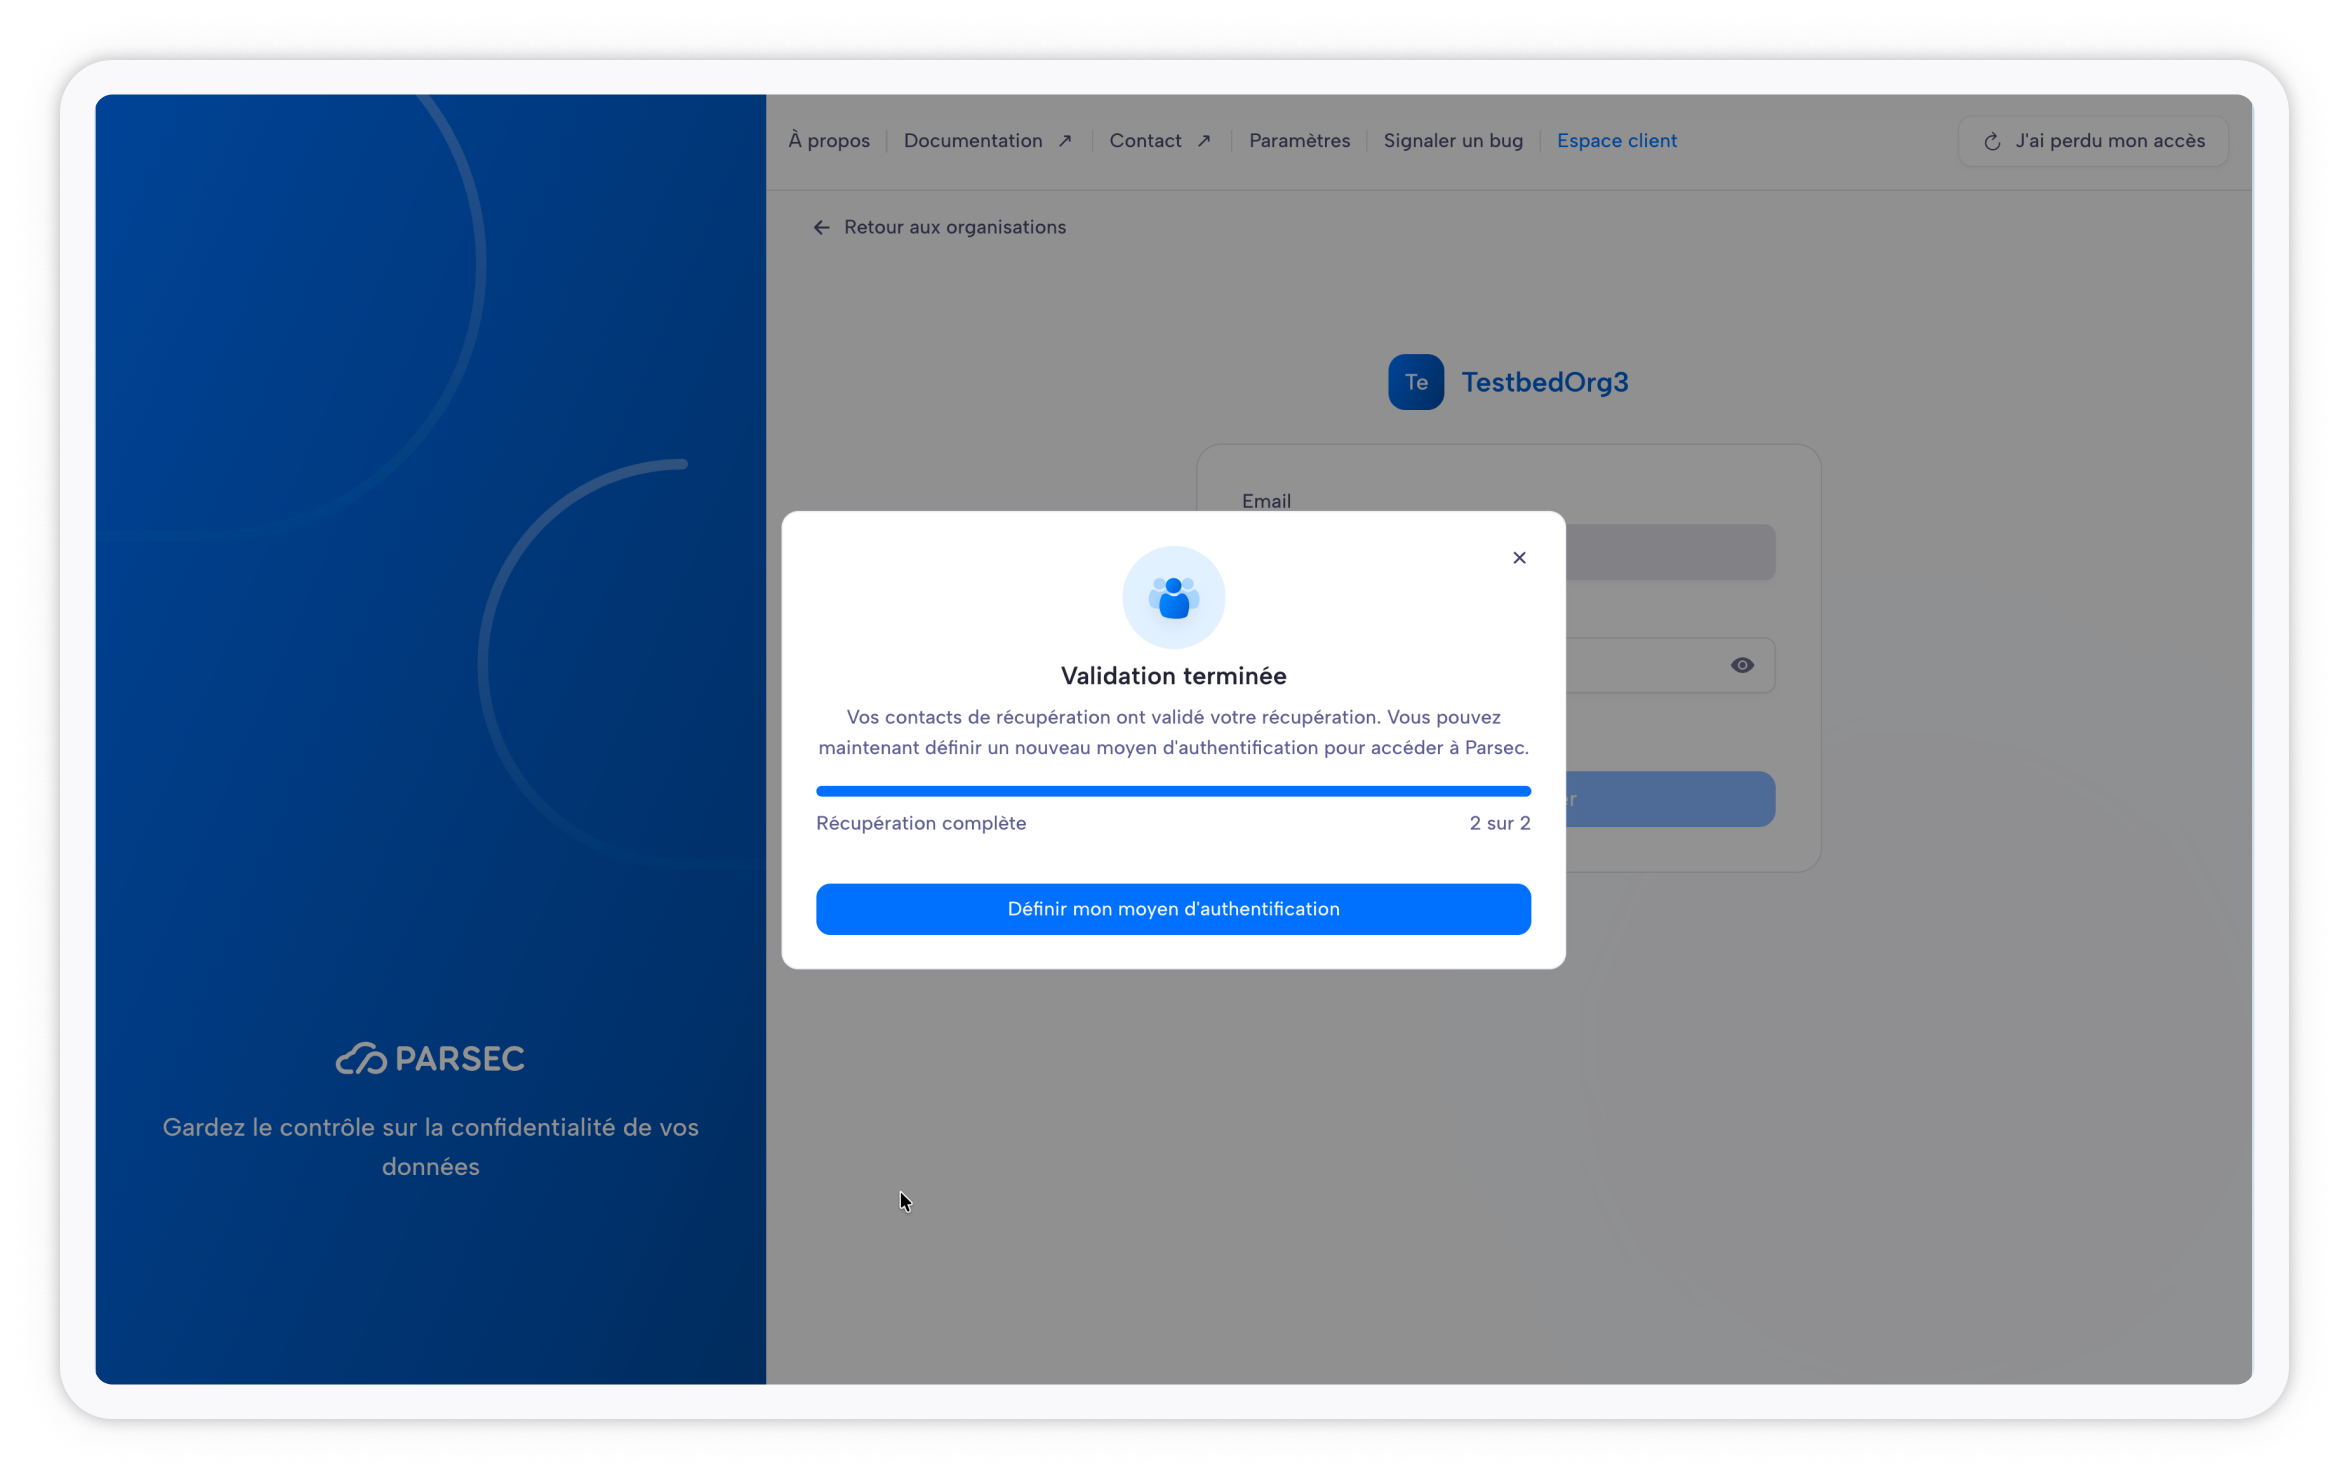 À propos
Documentation ↗
Contact ↗
Paramètres
Signaler un bug
Espace client
J'ai perdu mon accès
← Retour aux organisations
Te
TestbedOrg3
Email
Validation terminée
Vos contacts de récupération ont validé votre récupération. Vous pouvez
maintenant définir un nouveau moyen d'authentification pour accéder à Parsec.
Récupération complète
2 sur 2
Définir mon moyen d'authentification
PARSEC
Gardez le contrôle sur la confidentialité de vos
données